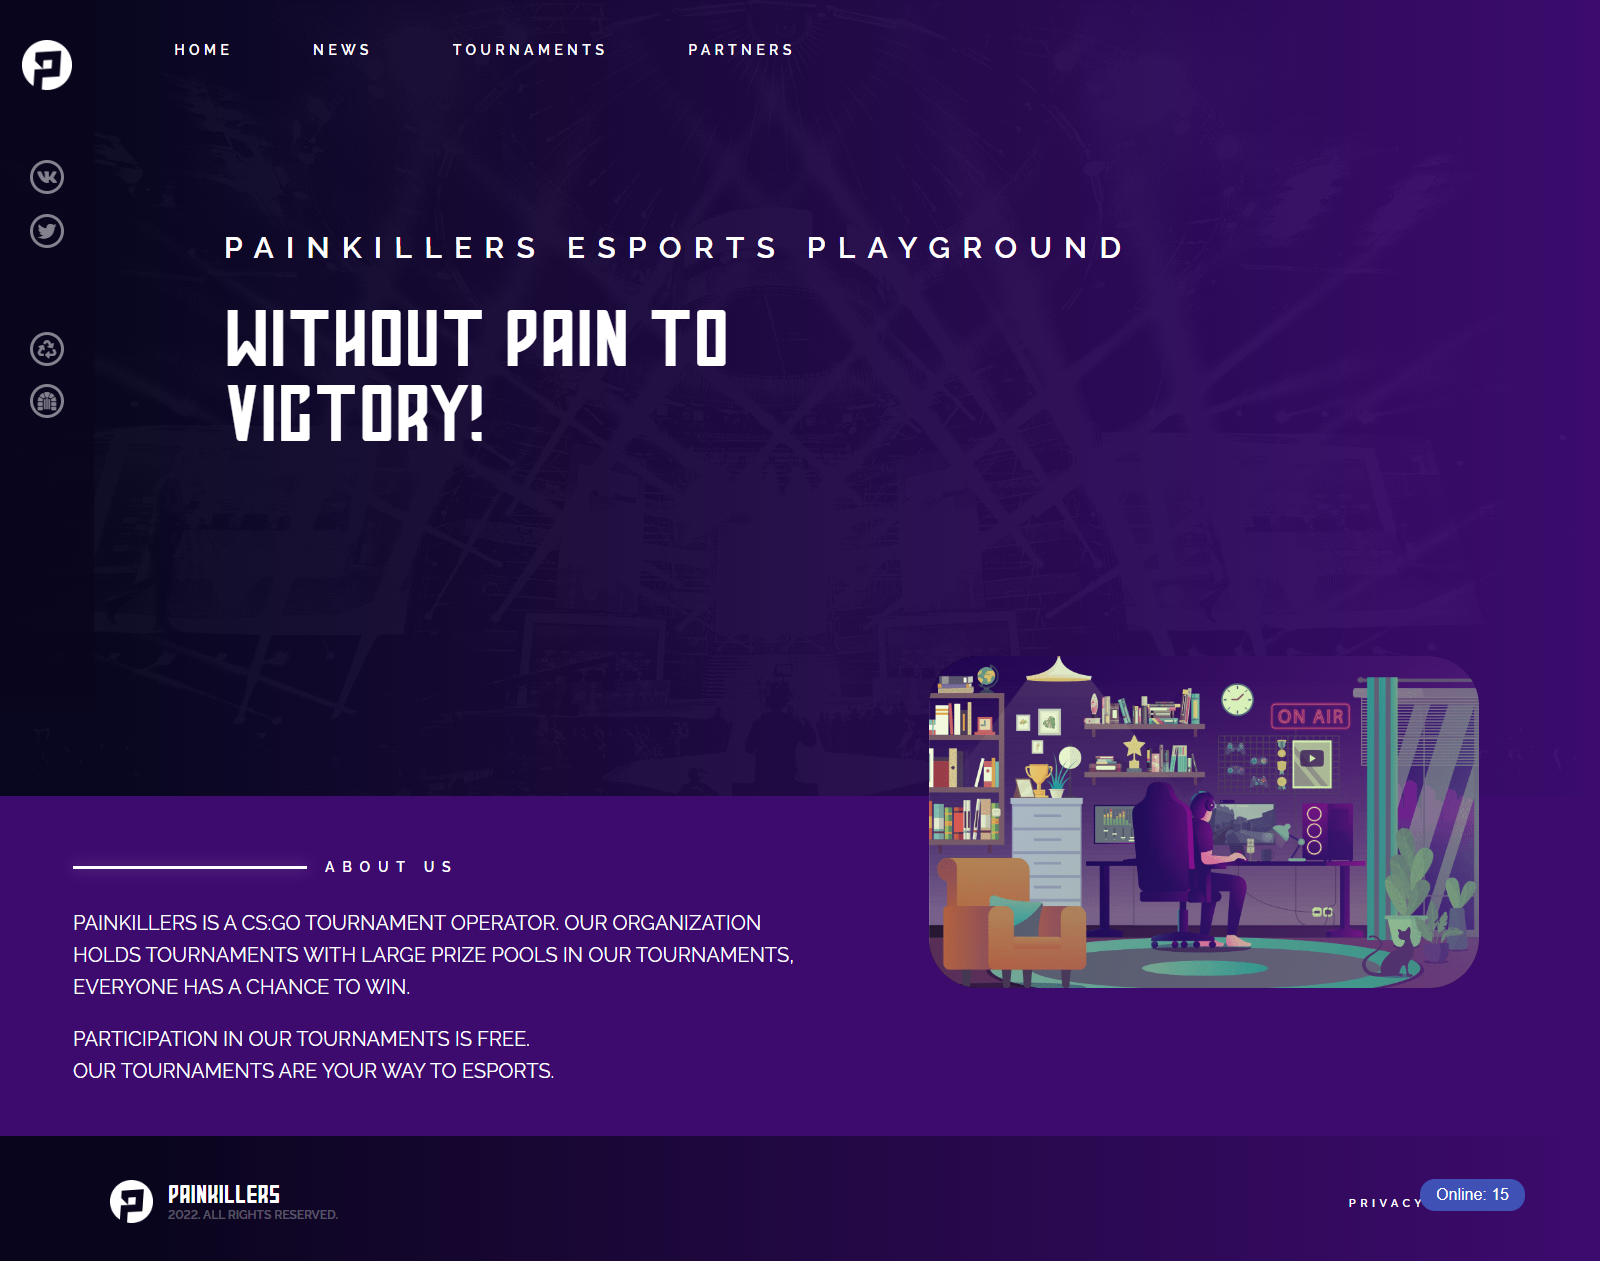 HOME
NEWS
TOURNAMENTS
PARTNERS
PAINKILLERS ESPORTS PLAYGROUND
WITHOUT PAIN TO
VICTORY!
ON AIR
ABOUT US
PAINKILLERS IS A CS:GO TOURNAMENT OPERATOR. OUR ORGANIZATION
HOLDS TOURNAMENTS WITH LARGE PRIZE POOLS IN OUR TOURNAMENTS,
EVERYONE HAS A CHANCE TO WIN.
PARTICIPATION IN OUR TOURNAMENTS IS FREE.
OUR TOURNAMENTS ARE YOUR WAY TO ESPORTS.
PAINKILLERS
2022. ALL RIGHTS RESERVED.
PRIVACY
Online: 15